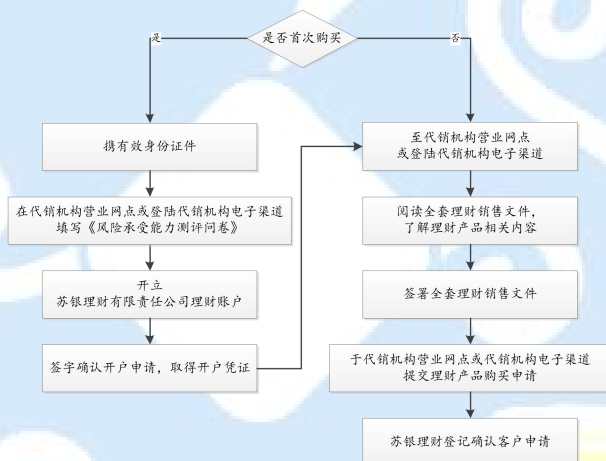 是否首次购买
是
否
携有效身份证件
在代销机构营业网点或登陆代销机构电子渠道
填写《风险承受能力测评问卷》
开立
苏银理财有限责任公司理财账户
签字确认开户申请，取得开户凭证
至代销机构营业网点
或登陆代销机构电子渠道
阅读全套理财销售文件，
了解理财产品相关内容
签署全套理财销售文件
于代销机构营业网点或代销机构电子渠道
提交理财产品购买申请
苏银理财登记确认客户申请